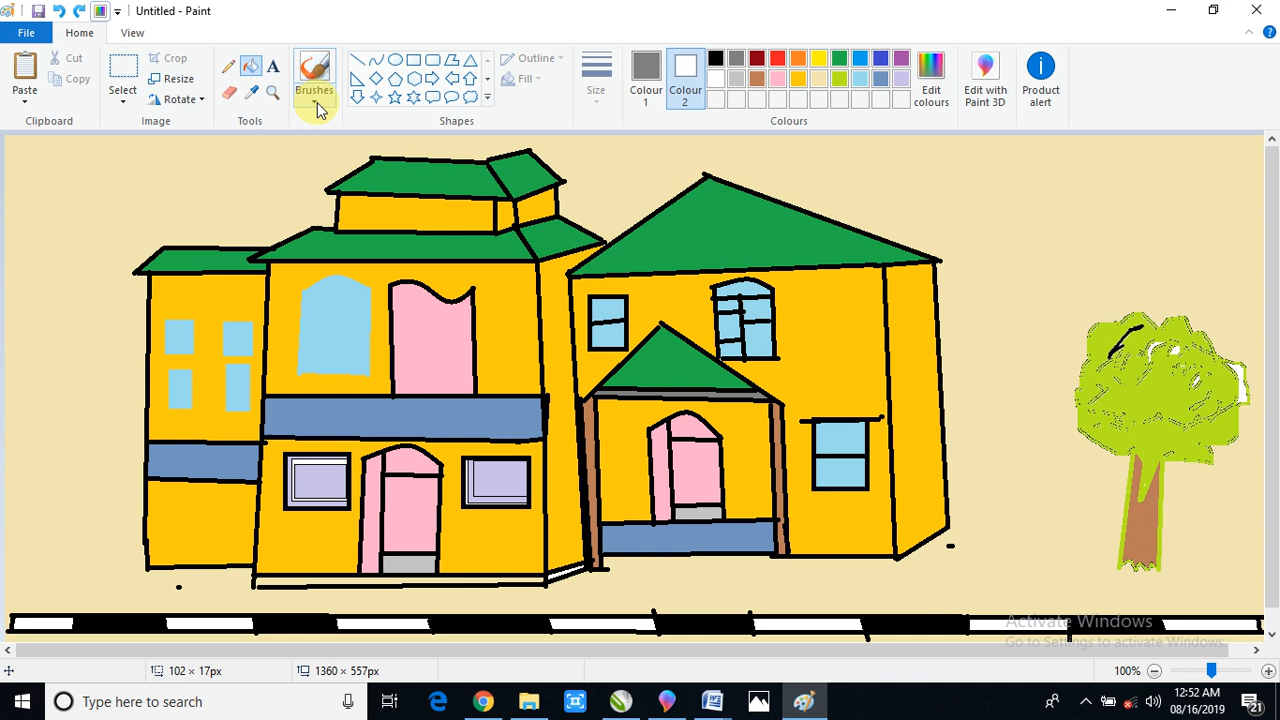 Untitled - Paint
File Home View
Paste
Cut
Copy
Clipboard
Select
Crop
Resize
Rotate
Image
A
Tools
Brushes
Shapes
Outline
Fill
Size
Colour 1
Colour 2
Edit colours
Colours
Edit with Paint 3D
Product alert
Activate Windows
Go to Settings to activate Windows.
102 × 17px
1360 × 557px
100%
Type here to search
12:52 AM
08/16/2019
21